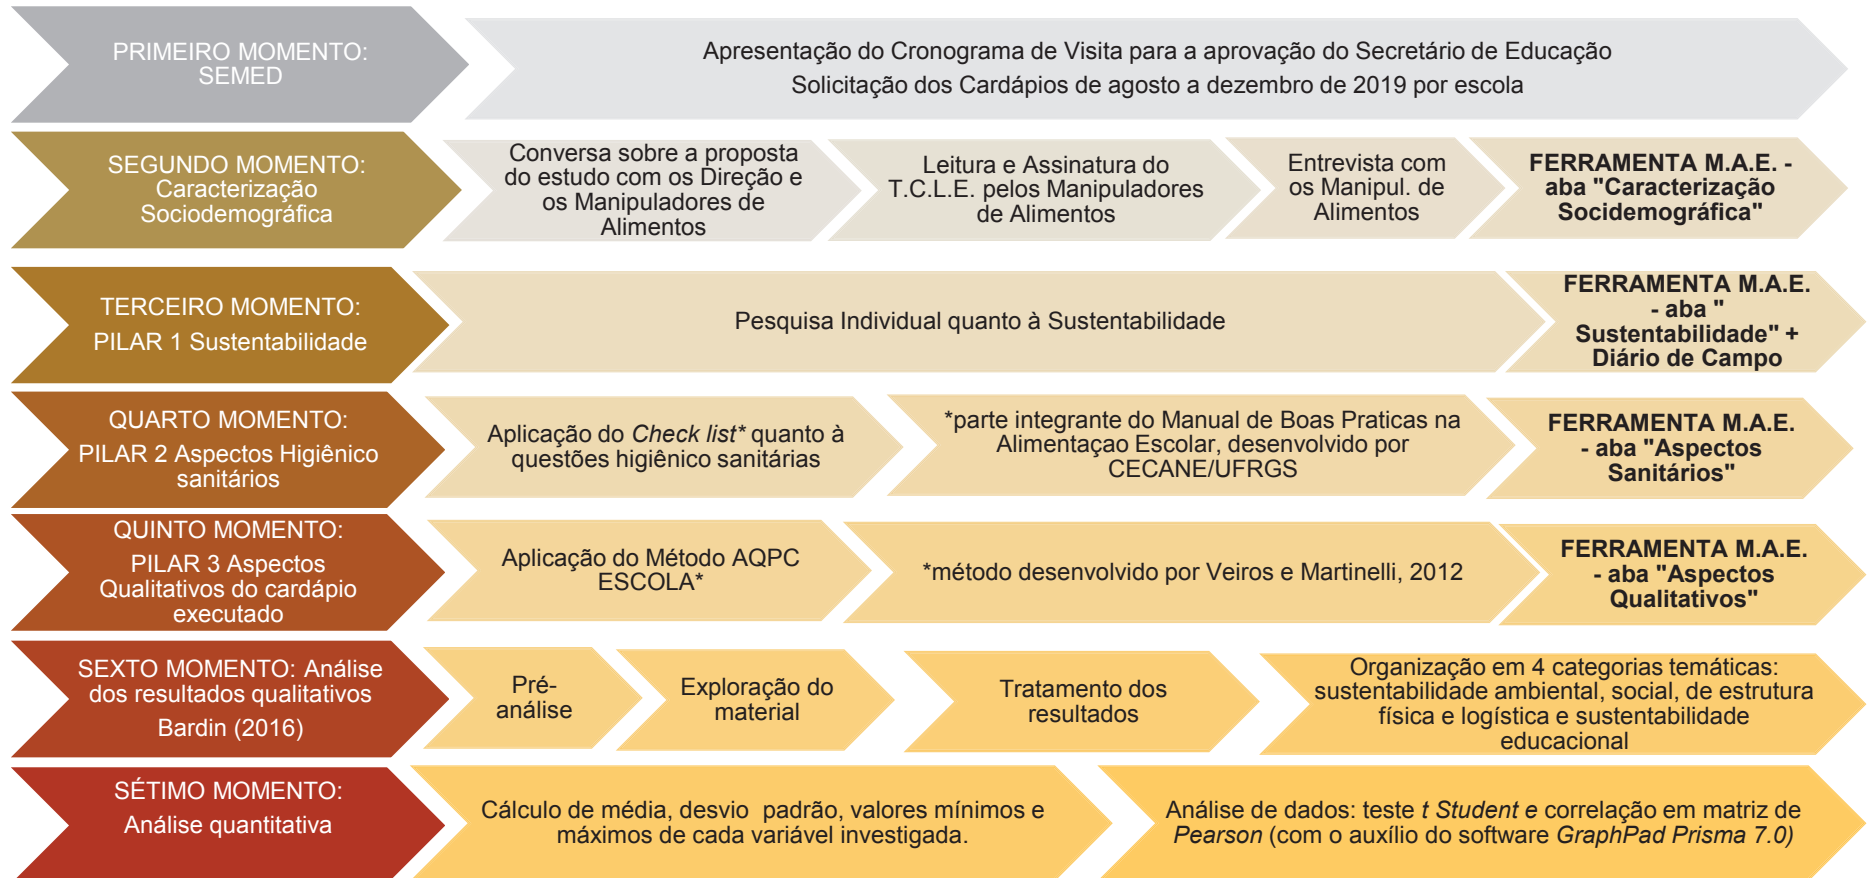 PRIMEIRO MOMENTO:
SEMED
Apresentação do Cronograma de Visita para a aprovação do Secretário de Educação
Solicitação dos Cardápios de agosto a dezembro de 2019 por escola
SEGUNDO MOMENTO:
Caracterização
Sociodemográfica
Conversa sobre a proposta
do estudo com os Direção e
os Manipuladores de
Alimentos
Leitura e Assinatura do
T.C.L.E. pelos Manipuladores
de Alimentos
Entrevista com
os Manipul. de
Alimentos
FERRAMENTA M.A.E. -
aba "Caracterização
Socidemográfica"
TERCEIRO MOMENTO:
PILAR 1 Sustentabilidade
Pesquisa Individual quanto à Sustentabilidade
FERRAMENTA M.A.E.
- aba "
Sustentabilidade" +
Diário de Campo
QUARTO MOMENTO:
PILAR 2 Aspectos Higiênico
sanitários
Aplicação do Check list* quanto à
questões higiênico sanitárias
*parte integrante do Manual de Boas Praticas na
Alimentaçao Escolar, desenvolvido por
CECANE/UFRGS
FERRAMENTA M.A.E.
- aba "Aspectos
Sanitários"
QUINTO MOMENTO:
PILAR 3 Aspectos
Qualitativos do cardápio
executado
Aplicação do Método AQPC
ESCOLA*
*método desenvolvido por Veiros e Martinelli, 2012
FERRAMENTA M.A.E.
- aba "Aspectos
Qualitativos"
SEXTO MOMENTO: Análise
dos resultados qualitativos
Bardin (2016)
Pré-
análise
Exploração do
material
Tratamento dos
resultados
Organização em 4 categorias temáticas:
sustentabilidade ambiental, social, de estrutura
física e logística e sustentabilidade
educacional
SÉTIMO MOMENTO:
Análise quantitativa
Cálculo de média, desvio padrão, valores mínimos e
máximos de cada variável investigada.
Análise de dados: teste t Student e correlação em matriz de
Pearson (com o auxílio do software GraphPad Prisma 7.0)